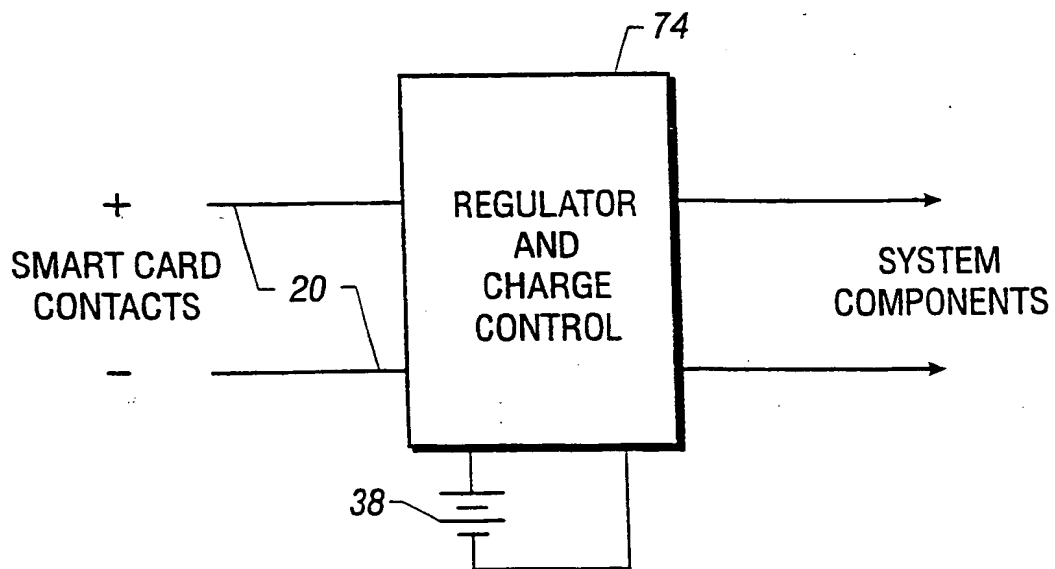 74
+
SMART CARD
CONTACTS
-
20
REGULATOR
AND
CHARGE
CONTROL
SYSTEM
COMPONENTS
38